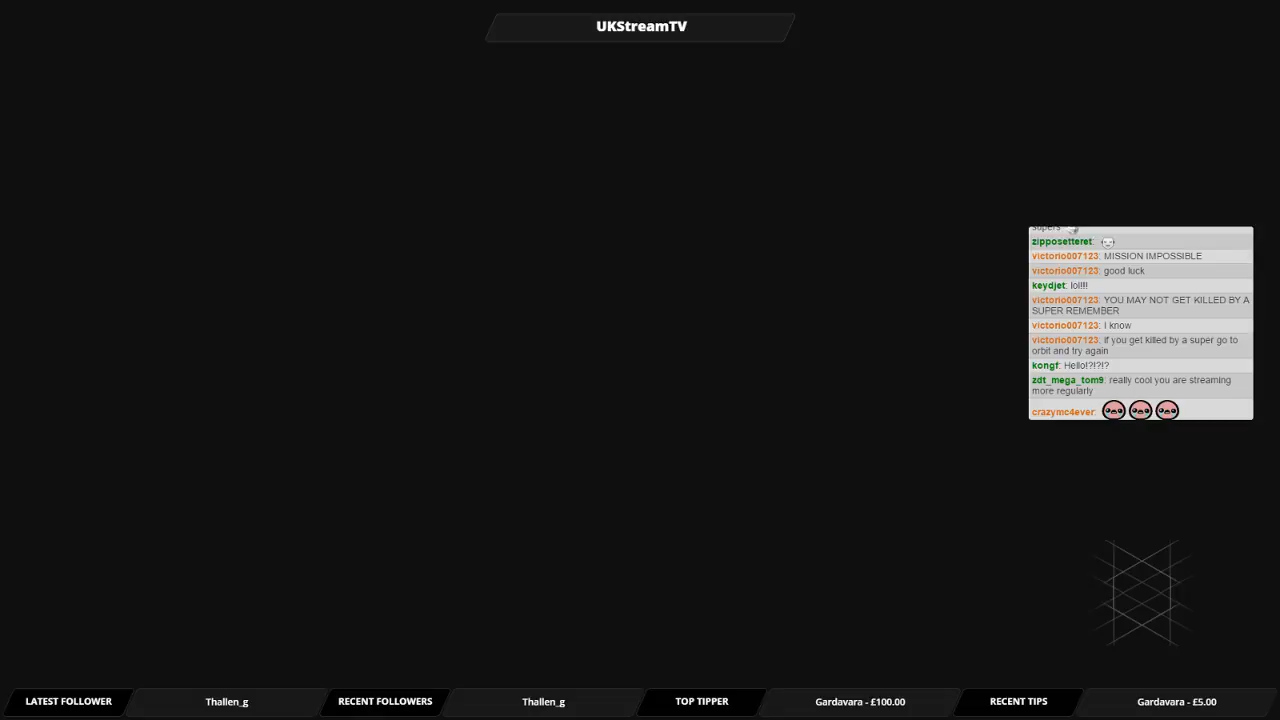 UKStreamTV
supers
zipposetteret:
victorio007123: MISSION IMPOSSIBLE
victorio007123: good luck
keydjet: lol!!!
victorio007123: YOU MAY NOT GET KILLED BY A
SUPER REMEMBER
victorio007123: I know
victorio007123: if you get killed by a super go to
orbit and try again
kongf: Hello!?!?!?
zdt_mega_tom9: really cool you are streaming
more regularly
crazymc4ever:
LATEST FOLLOWER Thallen_g RECENT FOLLOWERS Thallen_g TOP TIPPER Gardavara - £100.00 RECENT TIPS Gardavara - £5.00